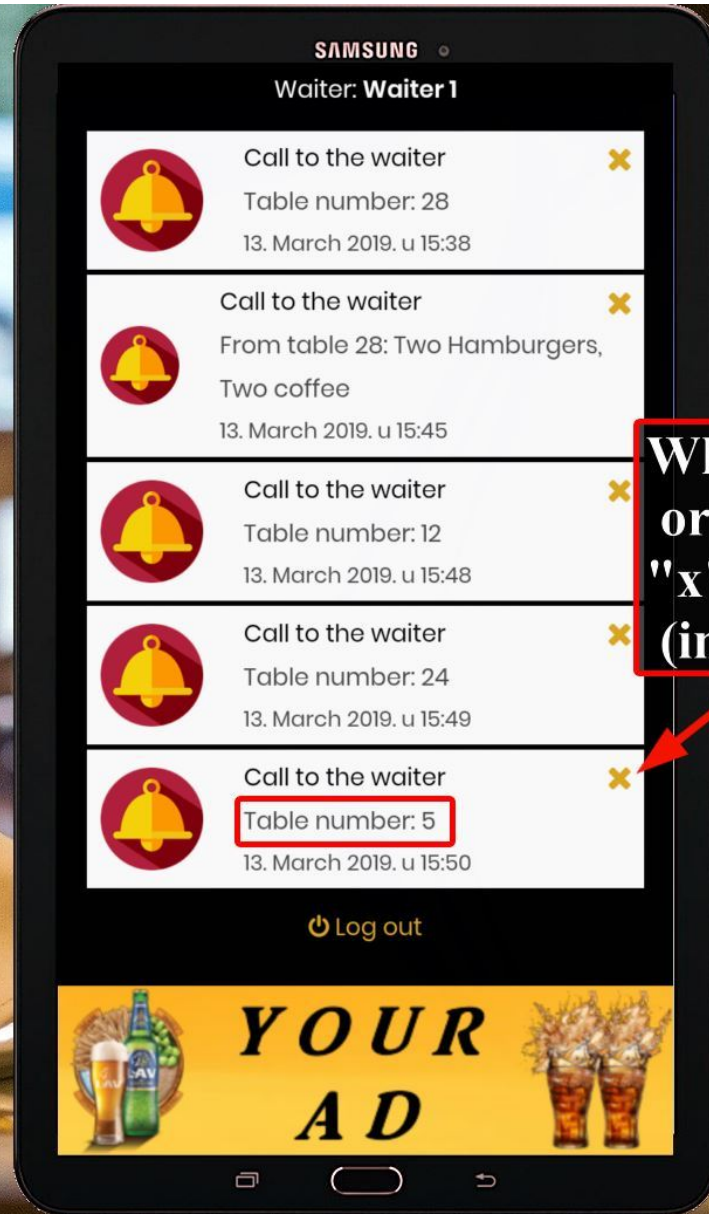 SAMSUNG
Waiter: Waiter 1
Call to the waiter
Table number: 28
13. March 2019. u 15:38
Call to the waiter
From table 28: Two Hamburgers,
Two coffee
13. March 2019. u 15:45
Call to the waiter
Table number: 12
13. March 2019. u 15:48
Call to the waiter
Table number: 24
13. March 2019. u 15:49
Call to the waiter
Table number: 5
13. March 2019. u 15:50
Log out
YOUR
AD
LAV
LAV
"x"